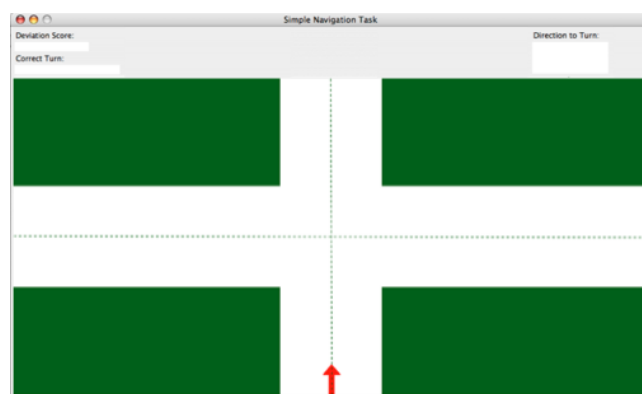 Simple Navigation Task
Deviation Score:
Direction to Turn:
Correct Turn: